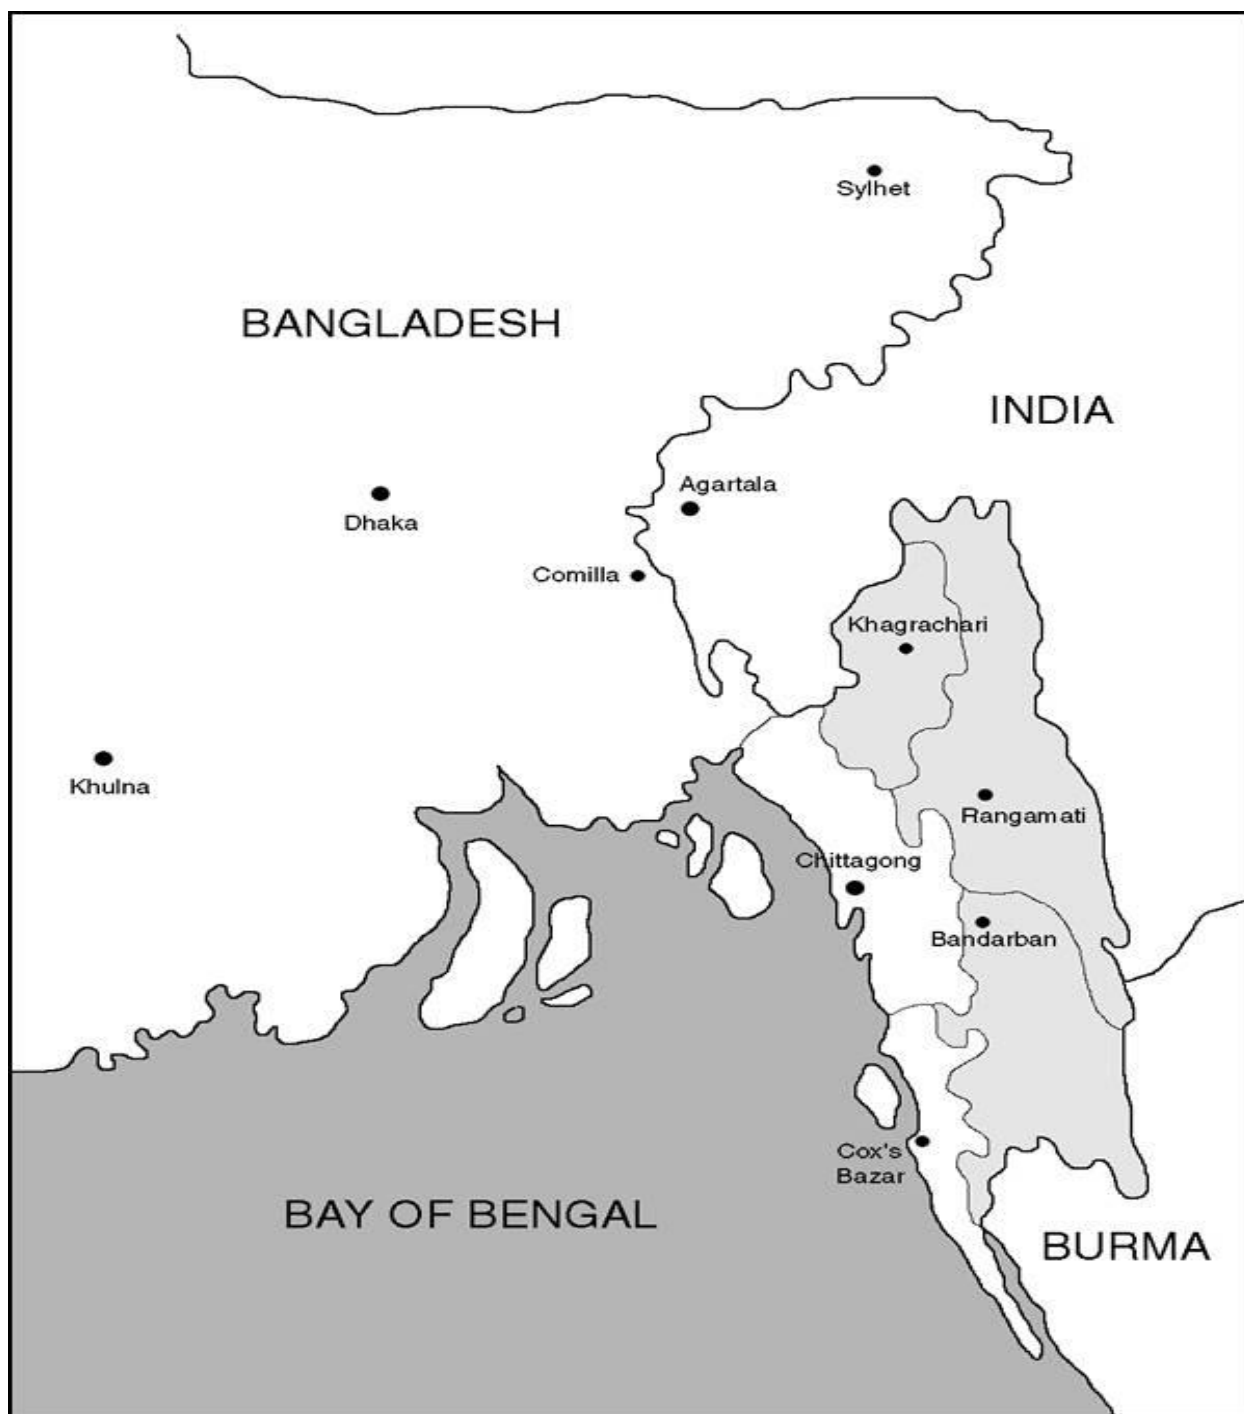 Sylhet
BANGLADESH
INDIA
Agartala
Dhaka
Comilla
Khagrachari
Khulna
Rangamati
Chittagong
Bandarban
Cox's
Bazar
BAY OF BENGAL
BURMA